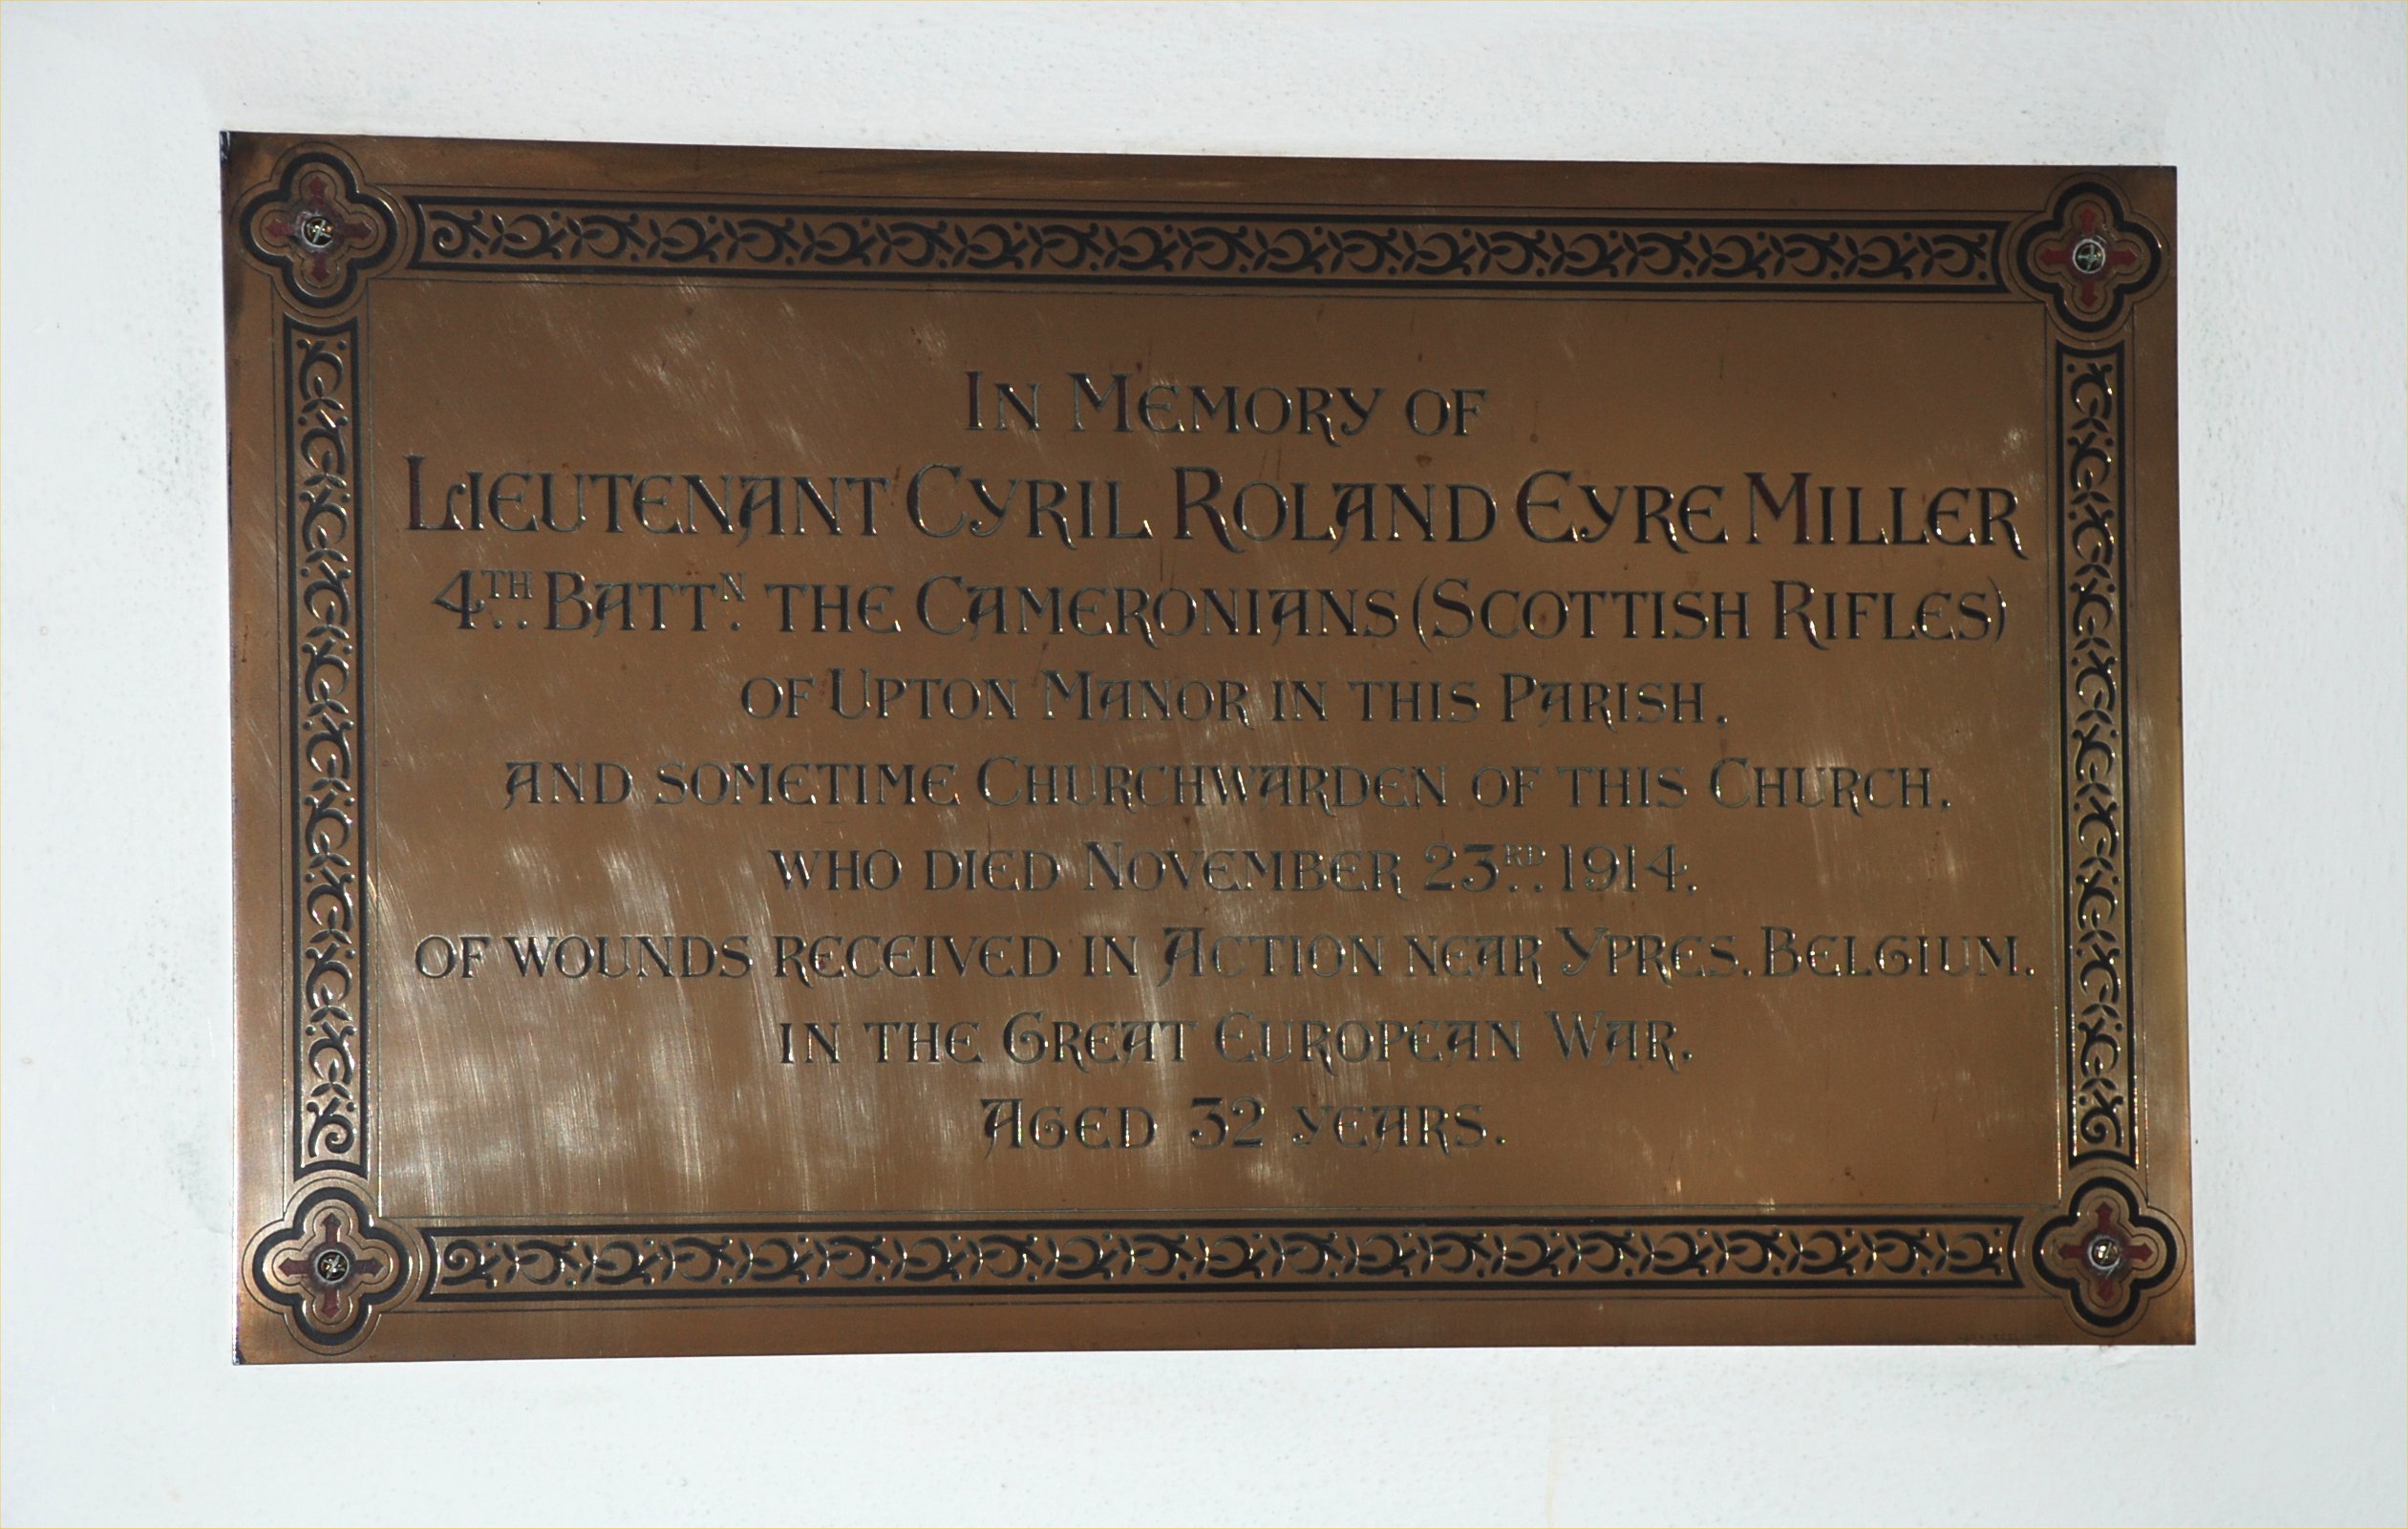 In Memory of
Lieutenant Cyril Roland Eyre Miller
4th Battn. the Cameronians (Scottish Rifles)
of Upton Manor in this Parish,
and sometime Churchwarden of this Church,
who died November 23rd 1914.
of wounds received in Action near Ypres, Belgium,
in the Great European War.
Aged 32 years.